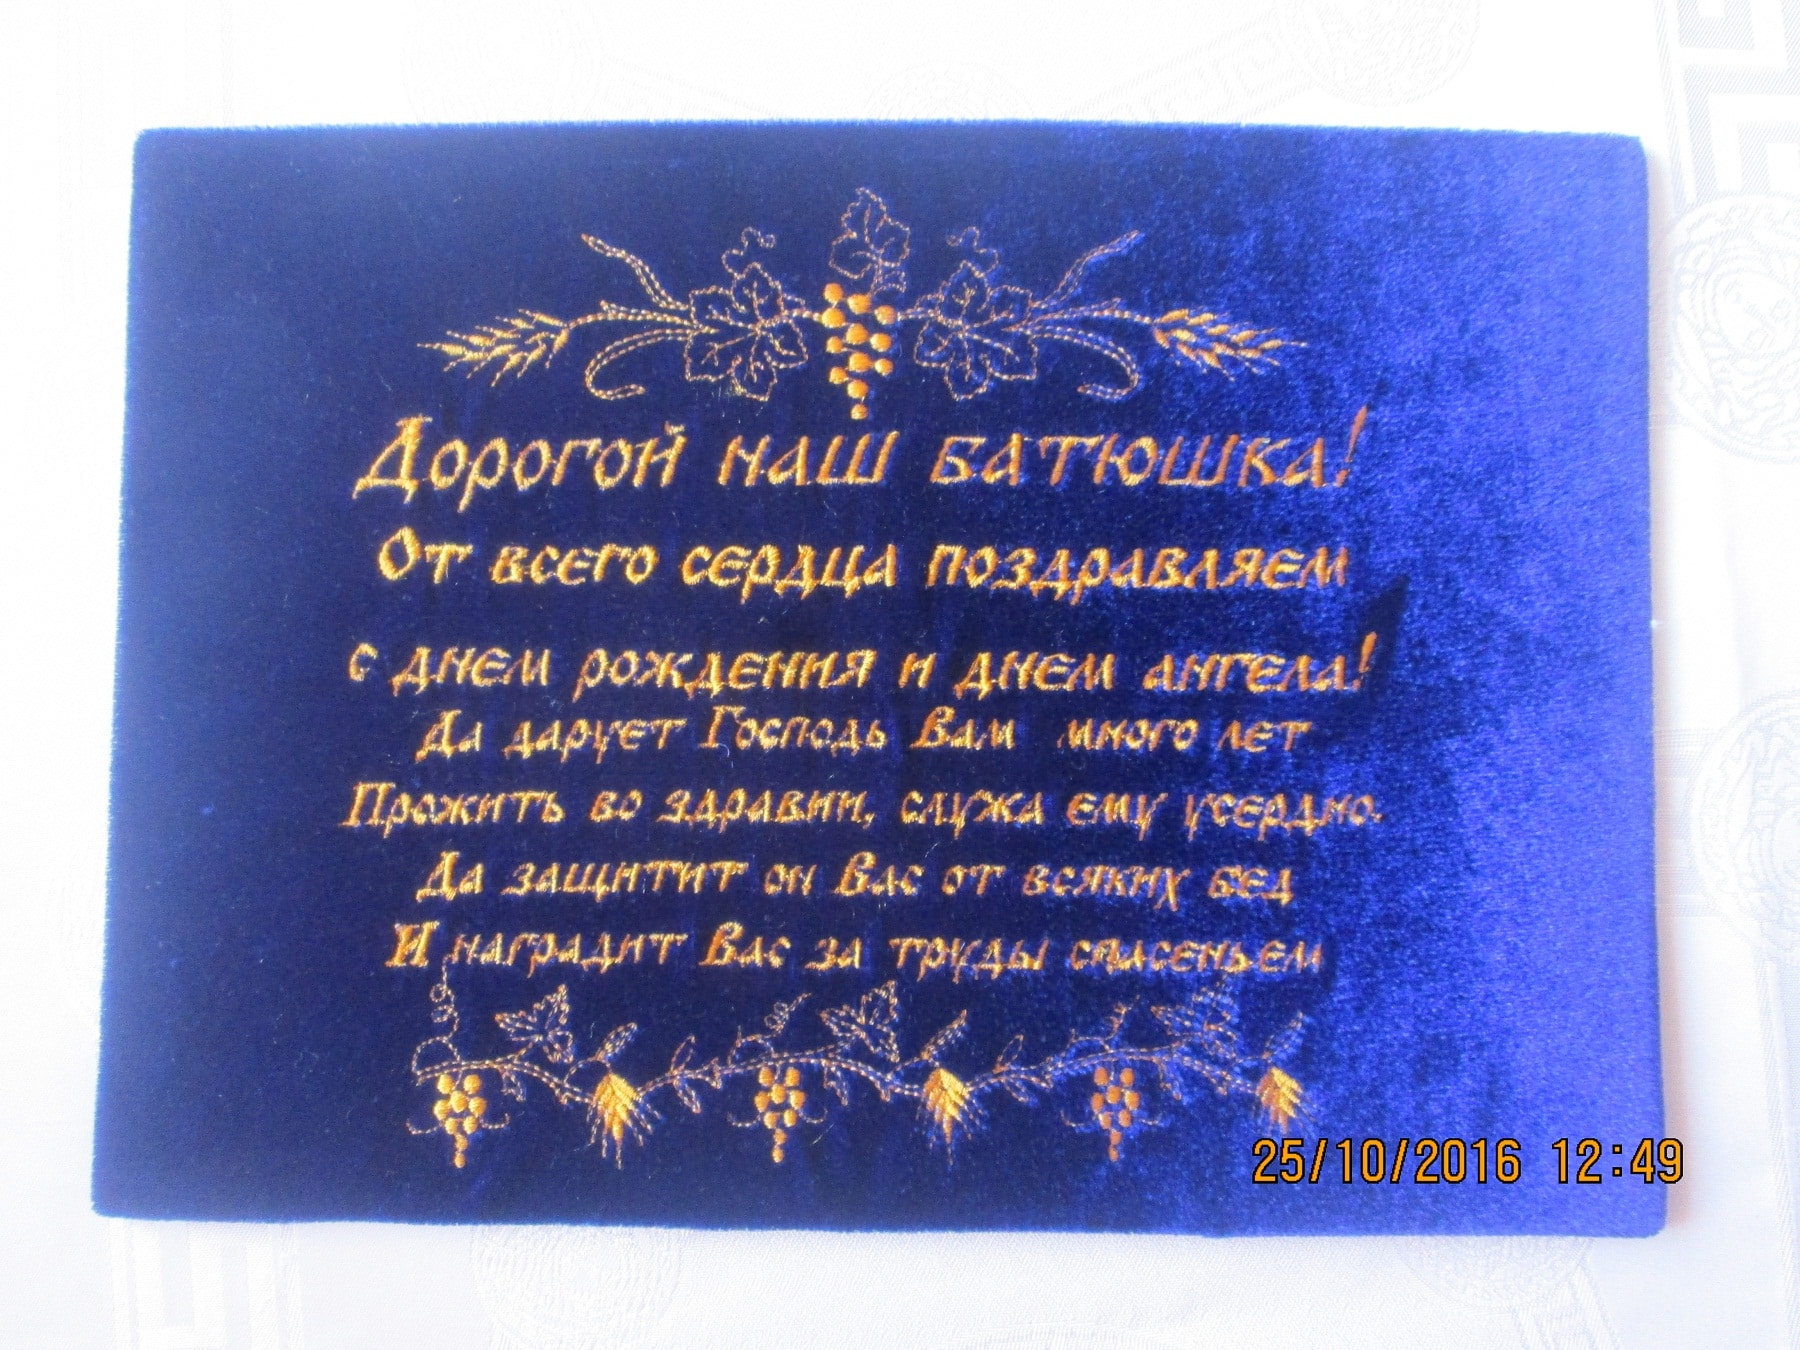 Дорогой наш батюшка!
От всего сердца поздравляем
с днем рождения и днем ангела!
Да дарует Господь Вам много лет
Прожить во здравии, служа ему усердно.
Да защитит он Вас от всяких бед
И наградит Вас за труды спасеньем
25/10/2016 12:49